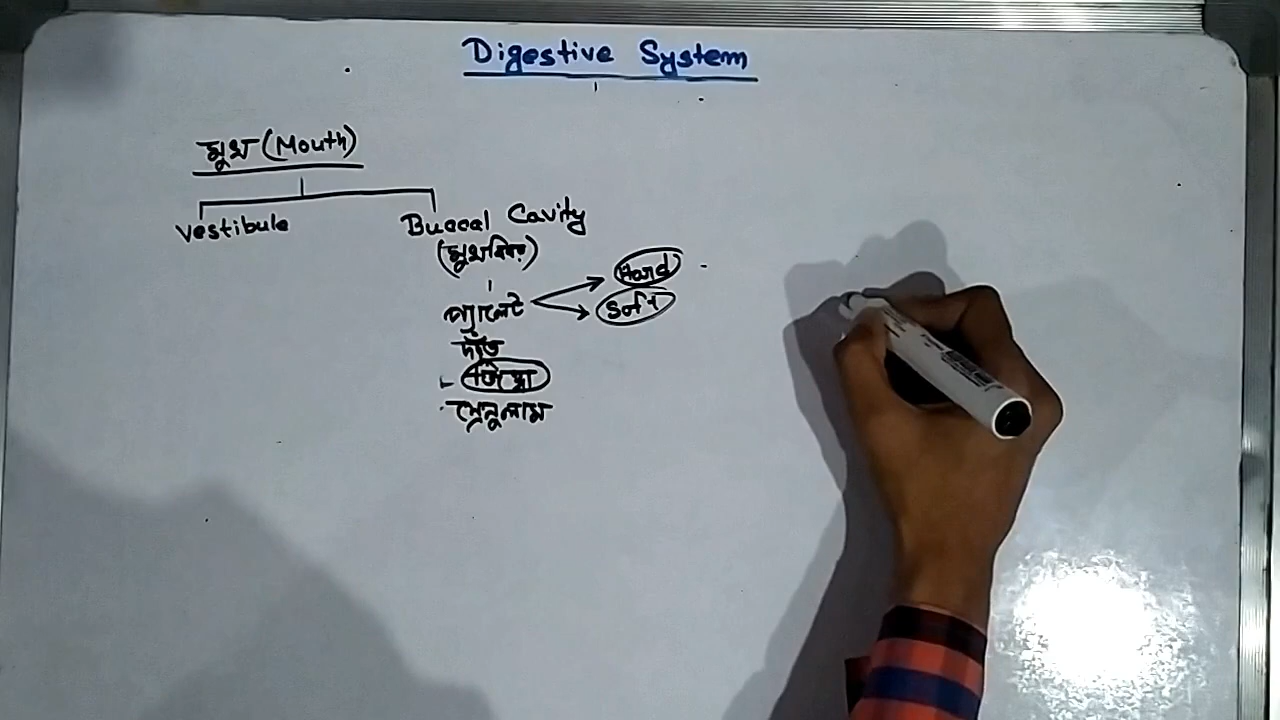 Digestive System
মুখ (Mouth)
Vestibule
Buccal Cavity
(মুখবিবর)
প্যালেট
Hard
Soft
দাঁত
জিহ্বা
ফ্রেনুলাম